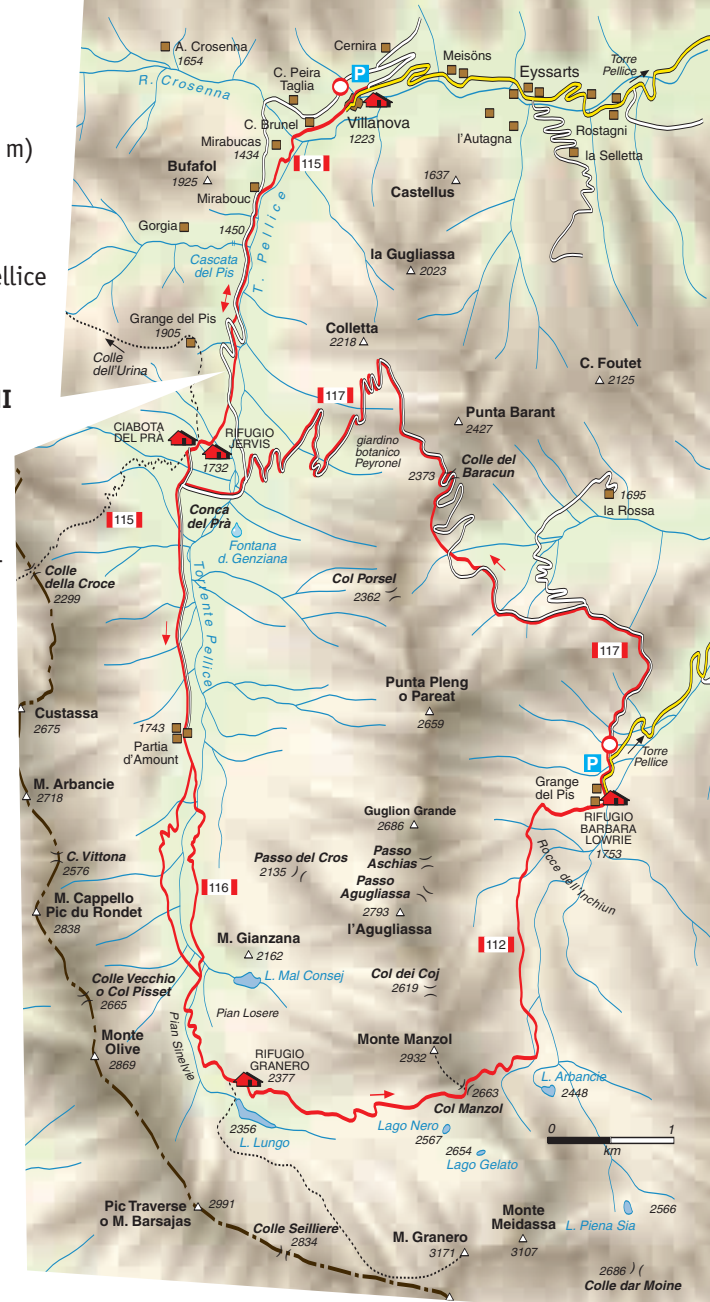 A. Crosenna
1654
Cernira
P
Meisöns
Torre
Pellice
R. Crosenna
C. Peira
Taglia
Eyssarts
C. Brunel
Villanova
1223
l'Autagna
Rostagni
la Selletta
m)
Mirabucas
1434
115
Bufafol
1925
Mirabouc
1637
Castellus
Gorgia
1450
T. Pellice
Cascata
del Pis
la Gugliassa
2023
ellice
Grange del Pis
1905
Colle
dell'Urina
Colletta
2218
C. Foutet
2125
I
117
Punta Barant
2427
CIABOTA
DEL PRÀ
RIFUGIO
JERVIS
1732
giardino
botanico
Peyronel
2373
Colle del
Baracun
1695
la Rossa
115
Conca
del Prà
Fontana
d. Genziana
Colle
della Croce
2299
Torrente Pellice
Col Porsel
2362
117
Punta Pleng
o Pareat
2659
Custassa
2675
1743
Partia
d'Amount
Torre
Pellice
P
Grange
del Pis
M. Arbancie
2718
RIFUGIO
BARBARA
LOWRIE
1753
Guglion Grande
2686
C. Vittona
2576
Passo del Cros
2135
Passo
Aschias
Passo
Agugliassa
2793
l'Agugliassa
Rocce dell'Inchiun
116
M. Cappello
Pic du Rondet
2838
M. Gianzana
2162
112
L. Mal Consej
Col dei Coj
2619
Colle Vecchio
o Col Pisset
2665
Pian Losere
Pian Sinelvie
Monte
Olive
2869
RIFUGIO
GRANERO
2377
Monte Manzol
2932
2663
Col Manzol
L. Arbancie
2448
2356
L. Lungo
Lago Nero
2567
2654
Lago Gelato
0 1
km
Pic Traverse
o M. Barsajas
2991
Colle Seilliere
2834
M. Granero
3171
Monte
Meidassa
3107
2566
L. Piena Sia
2686
Colle dar Moine